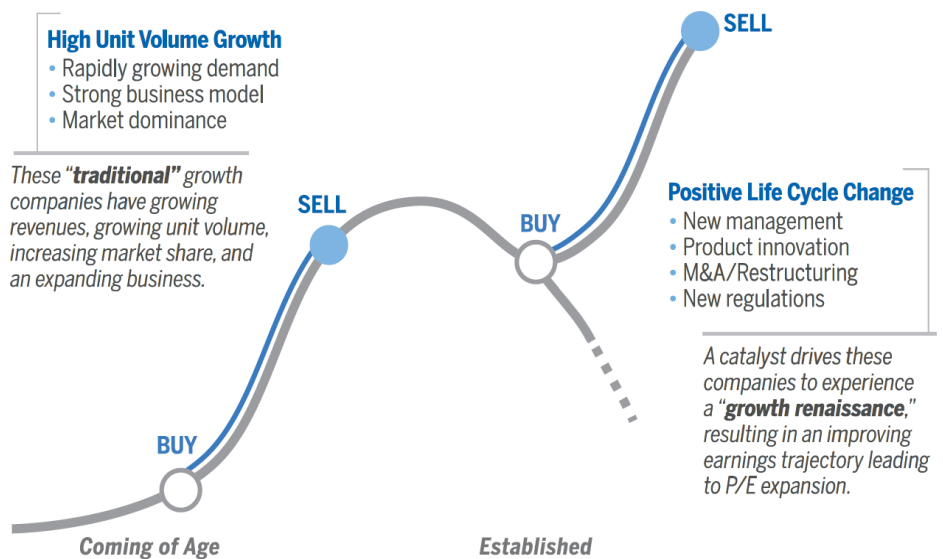 High Unit Volume Growth
• Rapidly growing demand
• Strong business model
• Market dominance
These “traditional” growth
companies have growing
revenues, growing unit volume,
increasing market share, and
an expanding business.
SELL
BUY
SELL
BUY
Positive Life Cycle Change
• New management
• Product innovation
• M&A/Restructuring
• New regulations
A catalyst drives these
companies to experience
a “growth renaissance,”
resulting in an improving
earnings trajectory leading
to P/E expansion.
Coming of Age
Established